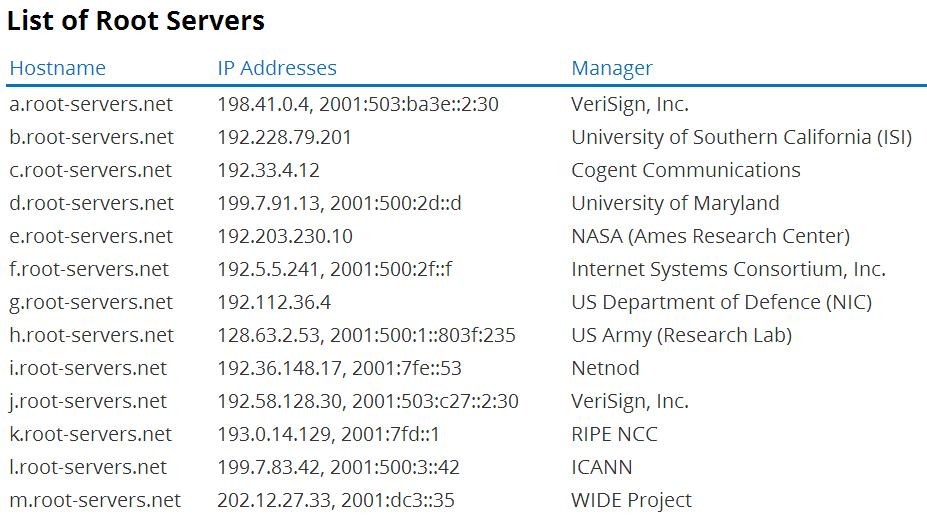 List of Root Servers
Hostname IP Addresses Manager
a.root-servers.net 198.41.0.4, 2001:503:ba3e::2:30 VeriSign, Inc.
b.root-servers.net 192.228.79.201 University of Southern California (ISI)
c.root-servers.net 192.33.4.12 Cogent Communications
d.root-servers.net 199.7.91.13, 2001:500:2d::d University of Maryland
e.root-servers.net 192.203.230.10 NASA (Ames Research Center)
f.root-servers.net 192.5.5.241, 2001:500:2f::f Internet Systems Consortium, Inc.
g.root-servers.net 192.112.36.4 US Department of Defence (NIC)
h.root-servers.net 128.63.2.53, 2001:500:1::803f:235 US Army (Research Lab)
i.root-servers.net 192.36.148.17, 2001:7fe::53 Netnod
j.root-servers.net 192.58.128.30, 2001:503:c27::2:30 VeriSign, Inc.
k.root-servers.net 193.0.14.129, 2001:7fd::1 RIPE NCC
l.root-servers.net 199.7.83.42, 2001:500:3::42 ICANN
m.root-servers.net 202.12.27.33, 2001:dc3::35 WIDE Project